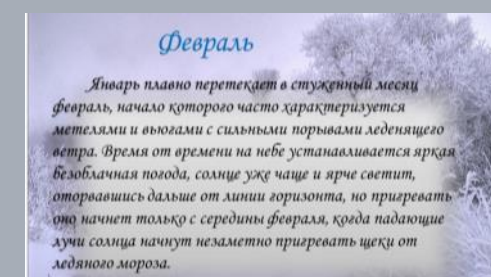 Февраль
Январь плавно перетекает в стуженный месяц
февраль, начало которого часто характеризуется
метелями и вьюгами с сильными порывами леденящего
ветра. Время от времени на небе устанавливается яркая
безоблачная погода, солнце уже чаще и ярче светит,
оторвавшись дальше от линии горизонта, но пригревать
оно начнет только с середины февраля, когда падающие
лучи солнца начнут незаметно пригревать щеки от
ледяного мороза.